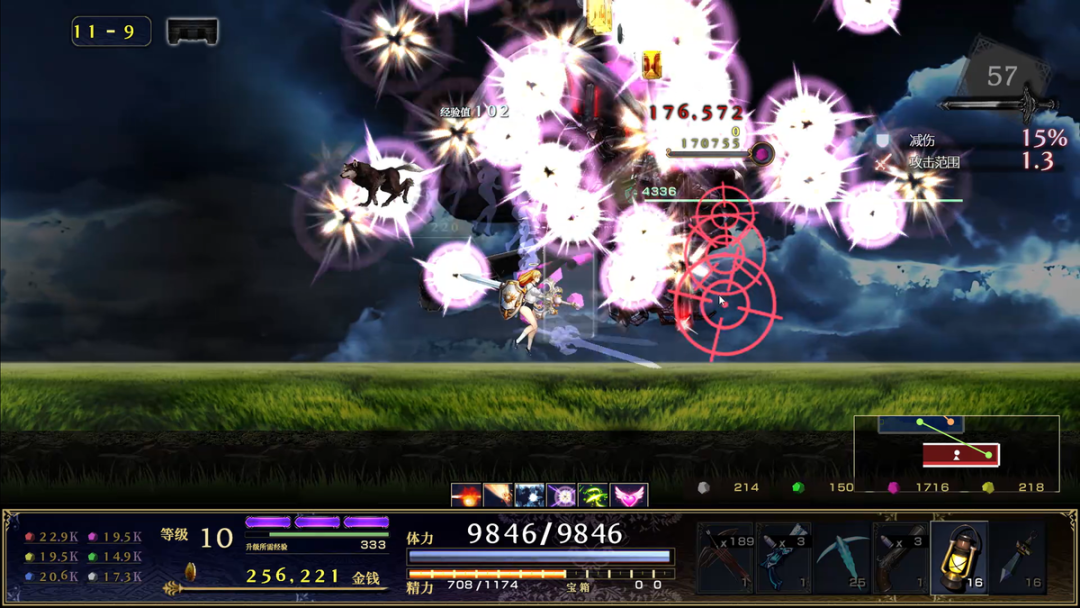 11-9
57
经验值 102
176,572
0
170755
减伤 15%
攻击范围 1.3
4336
220
214 150 1716 218
22.9K 19.5K
19.5K 14.9K
20.6K 17.3K
等级 10
升级所需经验 333
256,221 金钱
体力 9846/9846
精力 708/1174 宝箱 0 0
x189 x 3 x 3
1 1 25 1 16 16